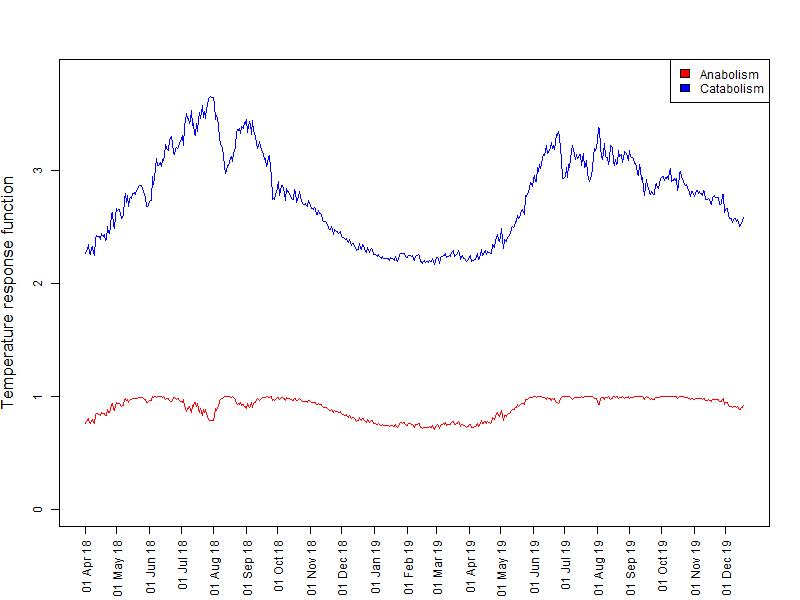 Anabolism
Catabolism
Temperature response function
0
1
2
3
01 Apr 18
01 May 18
01 Jun 18
01 Jul 18
01 Aug 18
01 Sep 18
01 Oct 18
01 Nov 18
01 Dec 18
01 Jan 19
01 Feb 19
01 Mar 19
01 Apr 19
01 May 19
01 Jun 19
01 Jul 19
01 Aug 19
01 Sep 19
01 Oct 19
01 Nov 19
01 Dec 19